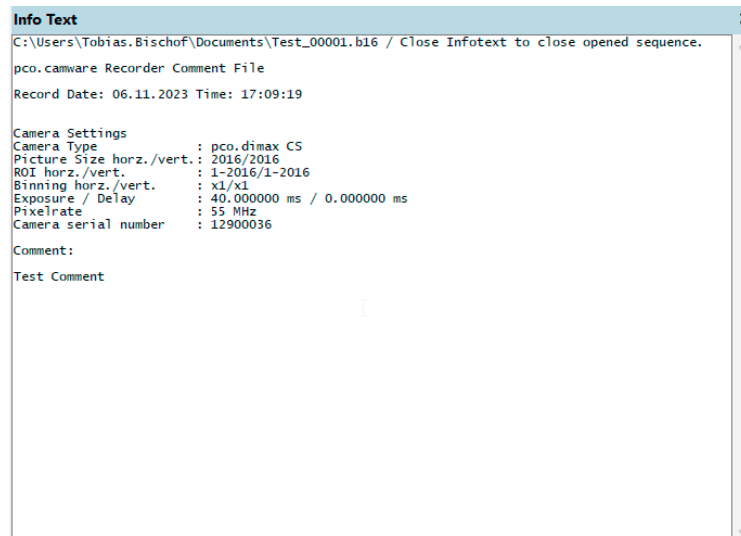 Info Text
C:\Users\Tobias.Bischof\Documents\Test_00001.b16 / Close Infotext to close opened sequence.
pco.camware Recorder Comment File
Record Date: 06.11.2023 Time: 17:09:19
Camera Settings
Camera Type : pco.dimax CS
Picture Size horz./vert.: 2016/2016
ROI horz./vert. : 1-2016/1-2016
Binning horz./vert. : x1/x1
Exposure / Delay : 40.000000 ms / 0.000000 ms
Pixelrate : 55 MHz
Camera serial number : 12900036
Comment:
Test Comment